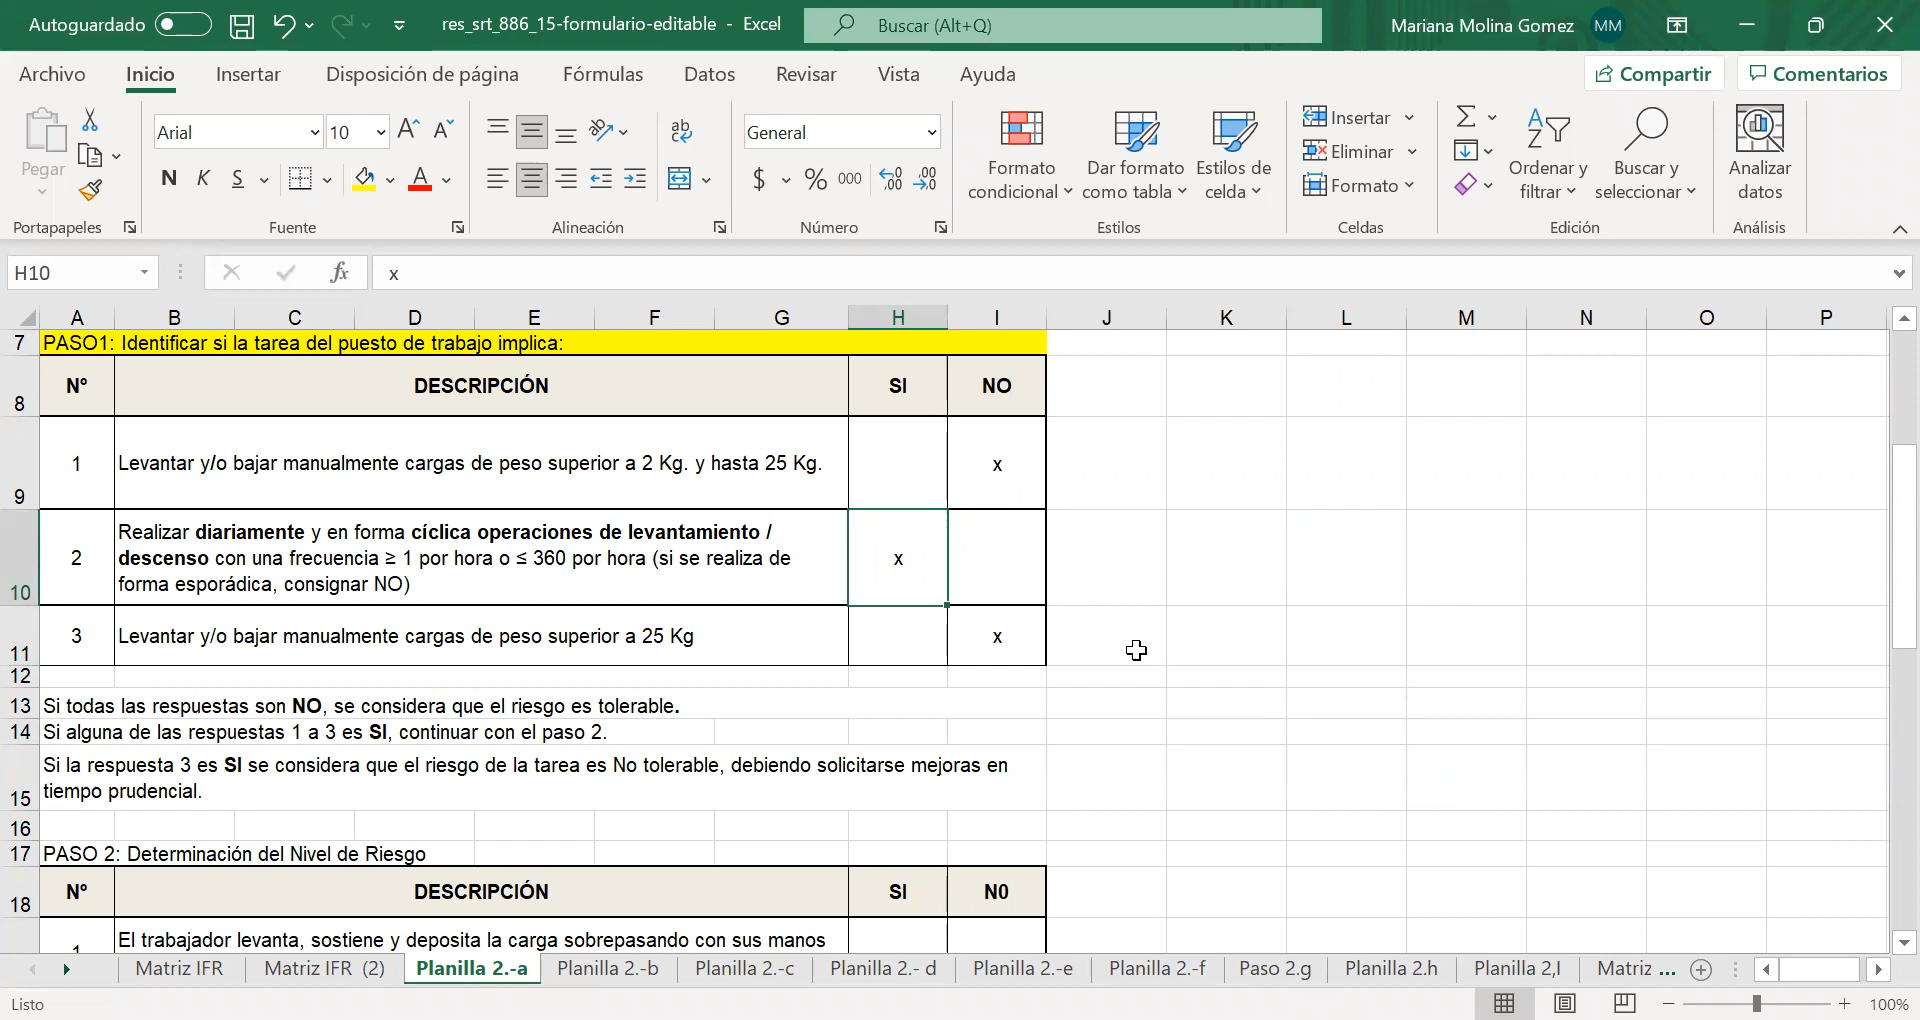 Autoguardado
res_srt_886_15-formulario-editable - Excel
Buscar (Alt+Q)
Mariana Molina Gomez MM
Archivo Inicio Insertar Disposición de página Fórmulas Datos Revisar Vista Ayuda Compartir Comentarios
Pegar
Portapapeles
Arial 10
N K S
Fuente
Alineación
General
$ % 000
Número
Formato condicional
Dar formato como tabla
Estilos de celda
Estilos
Insertar
Eliminar
Formato
Celdas
Ordenar y filtrar
Buscar y seleccionar
Edición
Analizar datos
Análisis
H10 fx x
A B C D E F G H I J K L M N O P
7 PASO1: Identificar si la tarea del puesto de trabajo implica:
8 Nº DESCRIPCIÓN SI NO
9 1 Levantar y/o bajar manualmente cargas de peso superior a 2 Kg. y hasta 25 Kg. x
10 2 Realizar diariamente y en forma cíclica operaciones de levantamiento /
descenso con una frecuencia ≥ 1 por hora o ≤ 360 por hora (si se realiza de
forma esporádica, consignar NO) x
11 3 Levantar y/o bajar manualmente cargas de peso superior a 25 Kg x
12
13 Si todas las respuestas son NO, se considera que el riesgo es tolerable.
14 Si alguna de las respuestas 1 a 3 es SI, continuar con el paso 2.
15 Si la respuesta 3 es SI se considera que el riesgo de la tarea es No tolerable, debiendo solicitarse mejoras en
tiempo prudencial.
16
17 PASO 2: Determinación del Nivel de Riesgo
18 Nº DESCRIPCIÓN SI N0
1 El trabajador levanta, sostiene y deposita la carga sobrepasando con sus manos
Matriz IFR Matriz IFR (2) Planilla 2.-a Planilla 2.-b Planilla 2.-c Planilla 2.- d Planilla 2.-e Planilla 2.-f Paso 2.g Planilla 2.h Planilla 2,I Matriz ...
Listo 100%